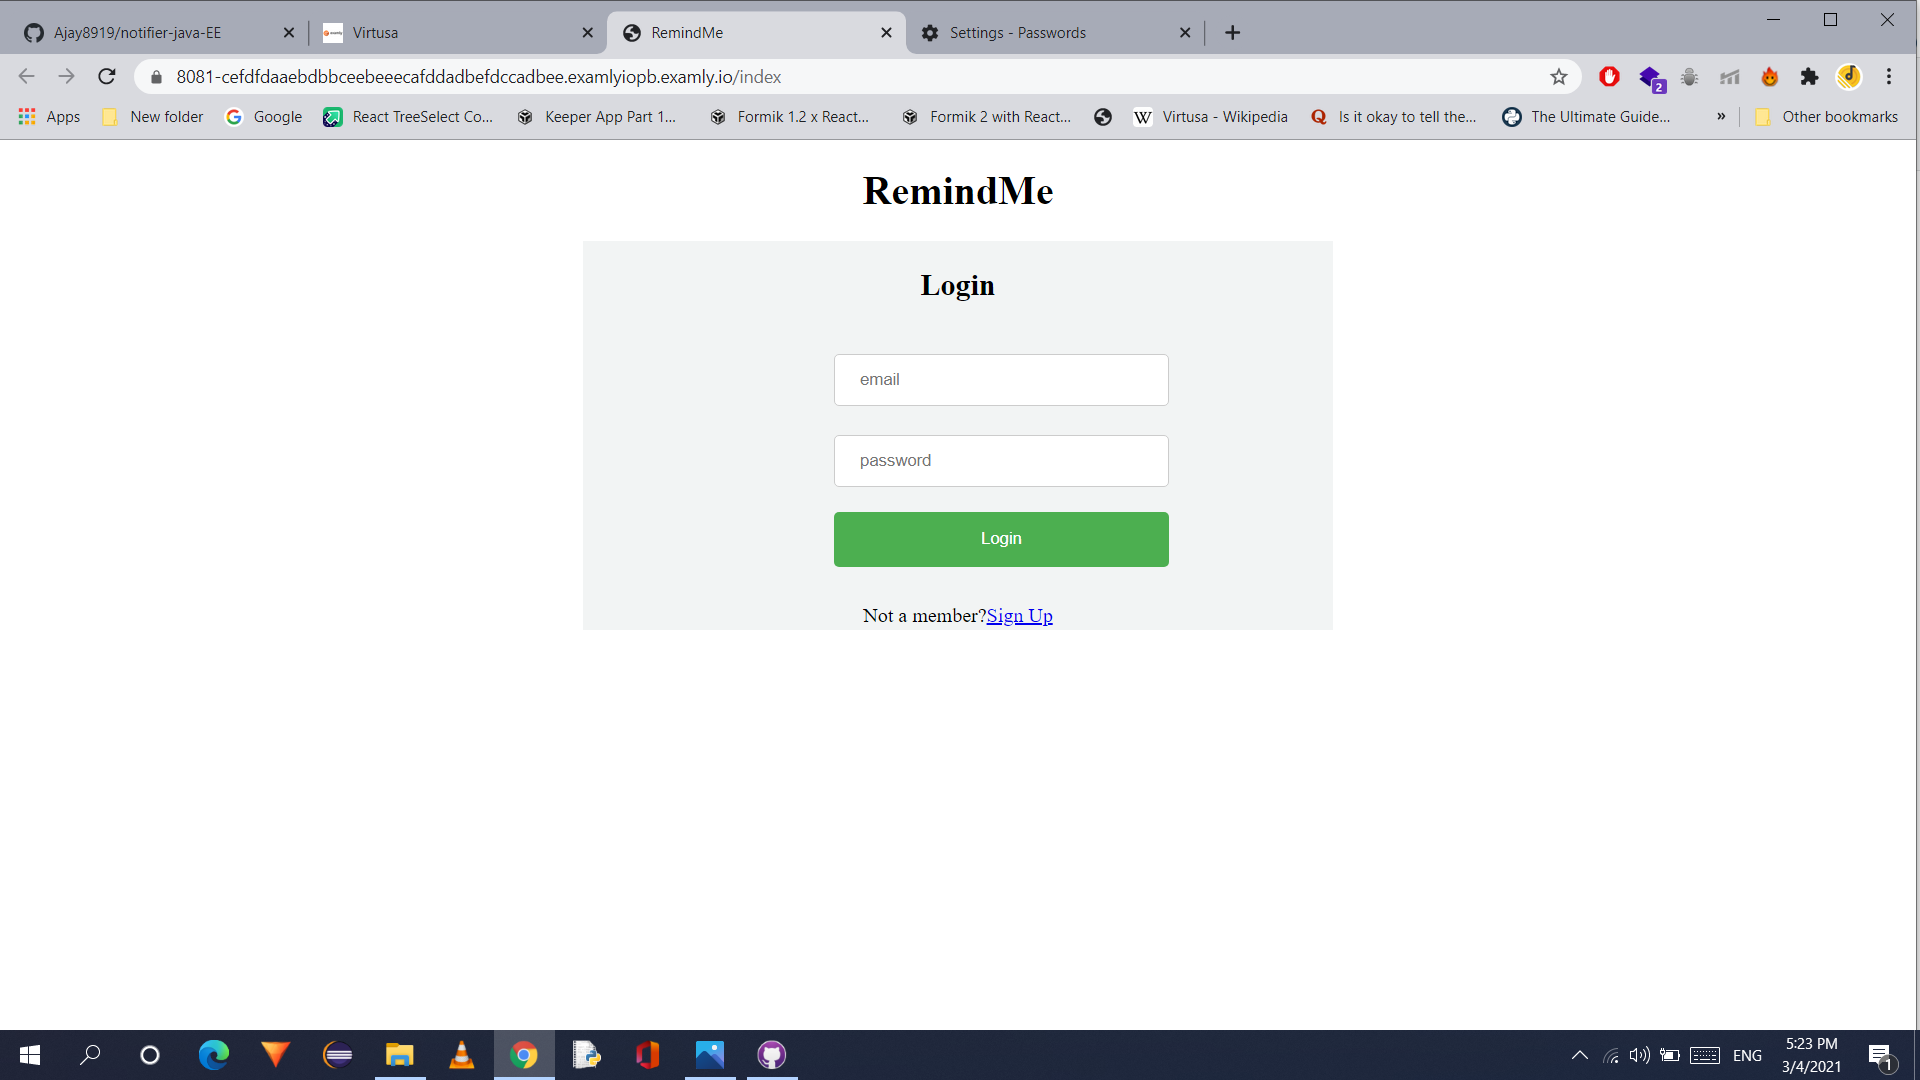 Ajay8919/notifier-java-EE
Virtusa
RemindMe
Settings - Passwords
8081-cefdfdaaebdbbceebeeecafddadbefdccadbee.examlyiopb.examly.io/index
2
Apps
New folder
Google
React TreeSelect Co...
Keeper App Part 1...
Formik 1.2 x React...
Formik 2 with React...
W Virtusa - Wikipedia
Is it okay to tell the...
The Ultimate Guide...
»
Other bookmarks
RemindMe
Login
email
password
Login
Not a member?Sign Up
ENG
5:23 PM
3/4/2021
1